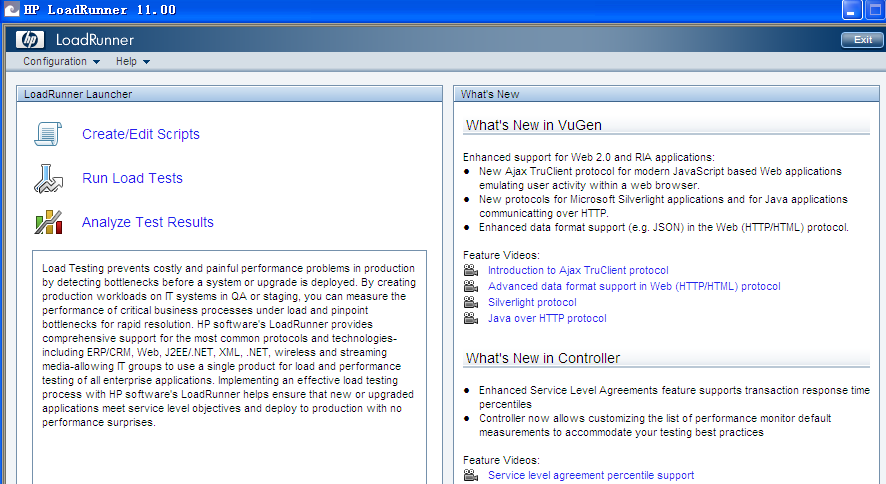 HP LoadRunner 11.00
hp LoadRunner
Exit
Configuration Help
LoadRunner Launcher
Create/Edit Scripts
Run Load Tests
Analyze Test Results
Load Testing prevents costly and painful performance problems in production
by detecting bottlenecks before a system or upgrade is deployed. By creating
production workloads on IT systems in QA or staging, you can measure the
performance of critical business processes under load and pinpoint
bottlenecks for rapid resolution. HP software's LoadRunner provides
comprehensive support for the most common protocols and technologies-
including ERP/CRM, Web, J2EE/.NET, XML, .NET, wireless and streaming
media-allowing IT groups to use a single product for load and performance
testing of all enterprise applications. Implementing an effective load testing
process with HP software's LoadRunner helps ensure that new or upgraded
applications meet service level objectives and deploy to production with no
performance surprises.
What's New
What's New in VuGen
Enhanced support for Web 2.0 and RIA applications:
● New Ajax TruClient protocol for modern JavaScript based Web applications
emulating user activity within a web browser.
● New protocols for Microsoft Silverlight applications and for Java applications
communicatting over HTTP.
● Enhanced data format support (e.g. JSON) in the Web (HTTP/HTML) protocol.
Feature Videos:
Introduction to Ajax TruClient protocol
Advanced data format support in Web (HTTP/HTML) protocol
Silverlight protocol
Java over HTTP protocol
What's New in Controller
● Enhanced Service Level Agreements feature supports transaction response time
percentiles
● Controller now allows customizing the list of performance monitor default
measurements to accommodate your testing best practices
Feature Videos:
Service level agreement percentile support